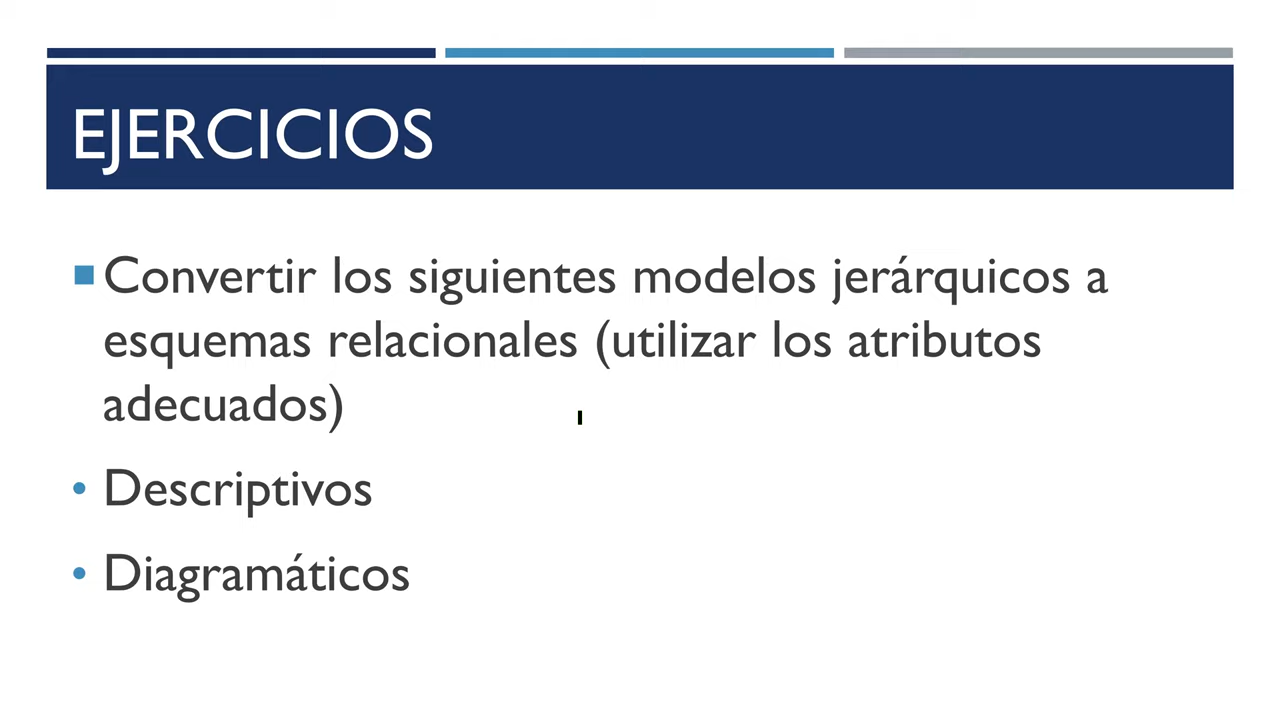 EJERCICIOS
Convertir los siguientes modelos jerárquicos a
esquemas relacionales (utilizar los atributos
adecuados)
• Descriptivos
• Diagramáticos